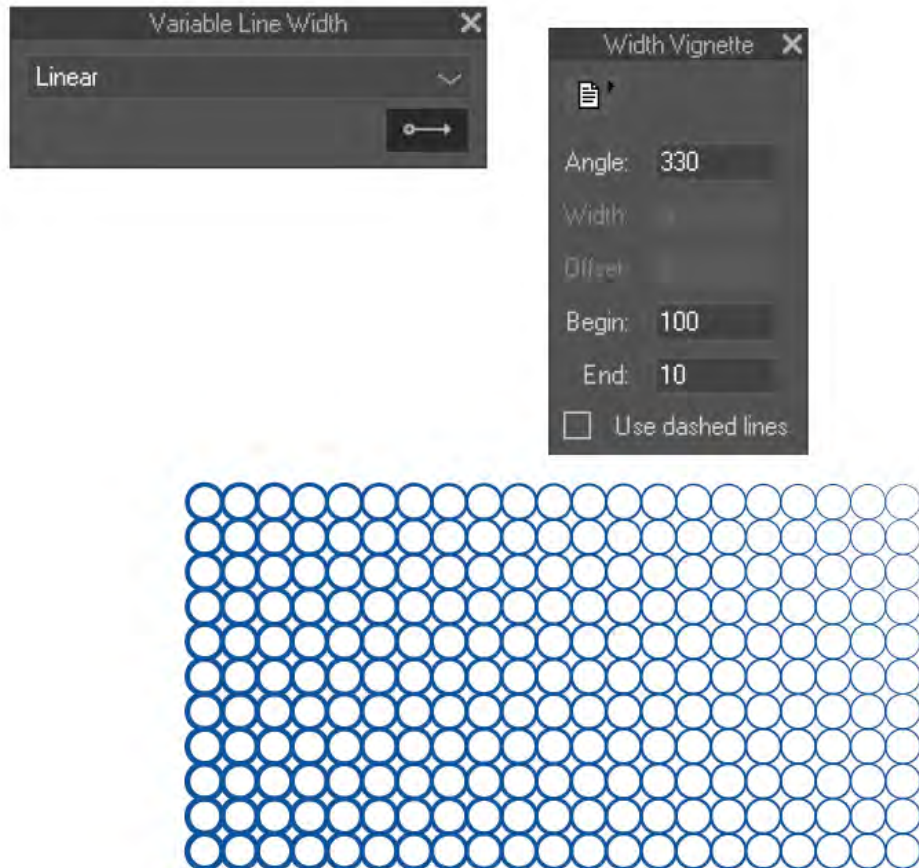 Variable Line Width
Linear
Width Vignette
Angle: 330
Width:
Offset:
Begin: 100
End: 10
Use dashed lines